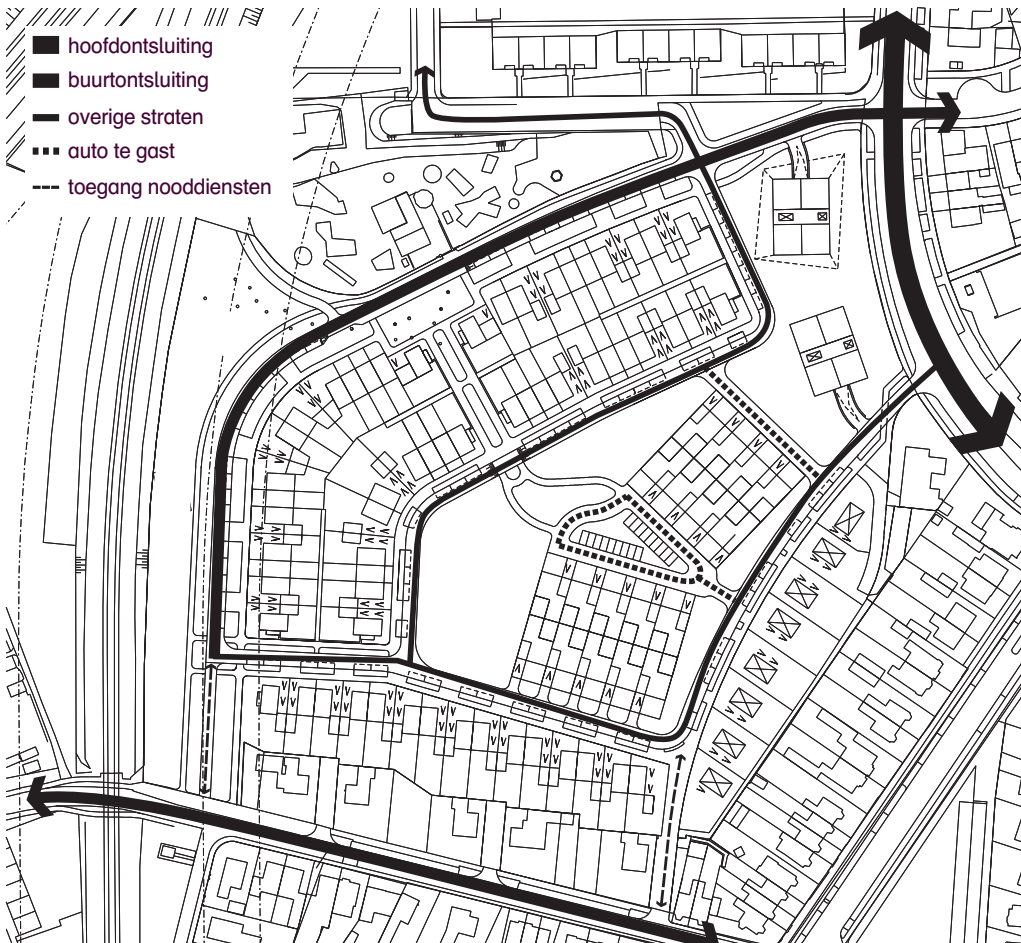 hoofdontsluiting
buurtontsluiting
overige straten
auto te gast
toegang nooddiensten